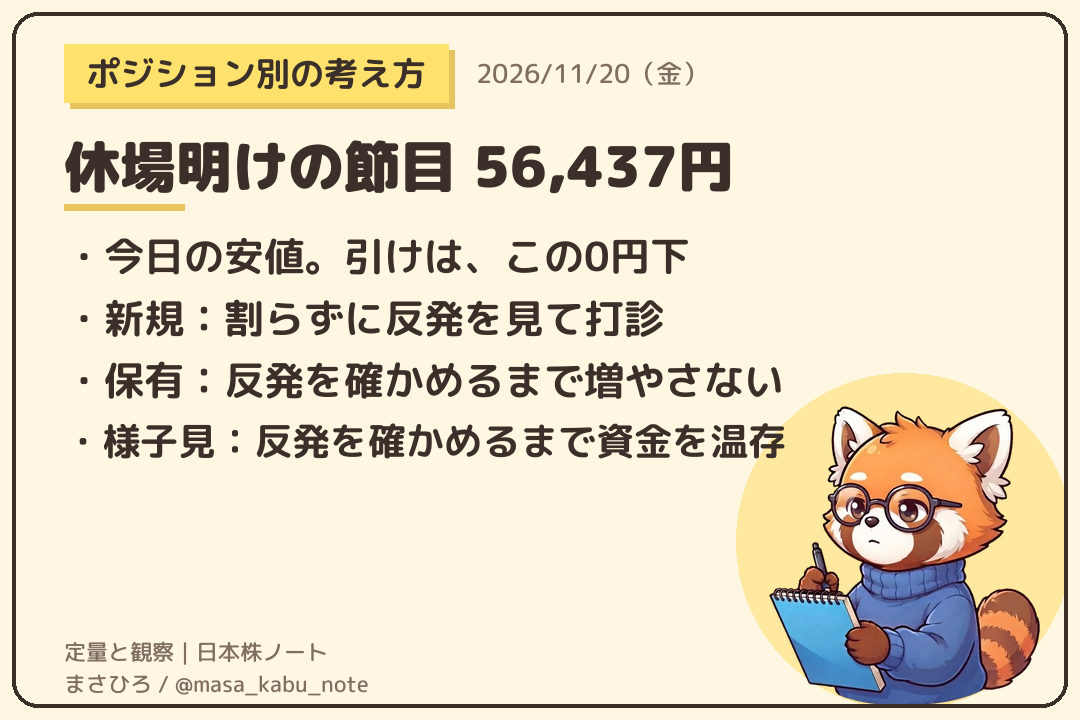 ポジション別の考え方
2026/11/20（金）
休場明けの節目 56,437円
・今日の安値。引けは、この0円下
・新規：割らずに反発を見て打診
・保有：反発を確かめるまで増やさない
・様子見：反発を確かめるまで資金を温存
定量と観察 | 日本株ノート
まさひろ / @masa_kabu_note